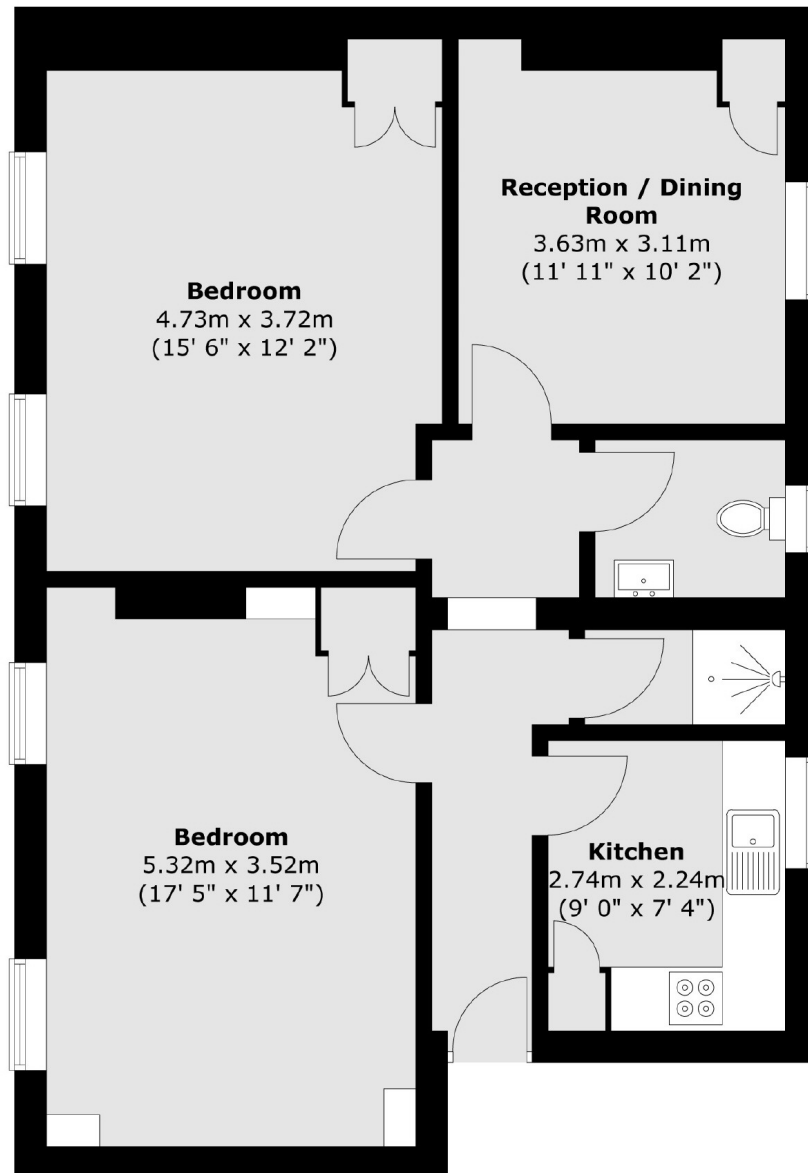 Reception / Dining
Room
3.63m x 3.11m
(11' 11" x 10' 2")
Bedroom
4.73m x 3.72m
(15' 6" x 12' 2")
Bedroom
5.32m x 3.52m
(17' 5" x 11' 7")
Kitchen
2.74m x 2.24m
(9' 0" x 7' 4")